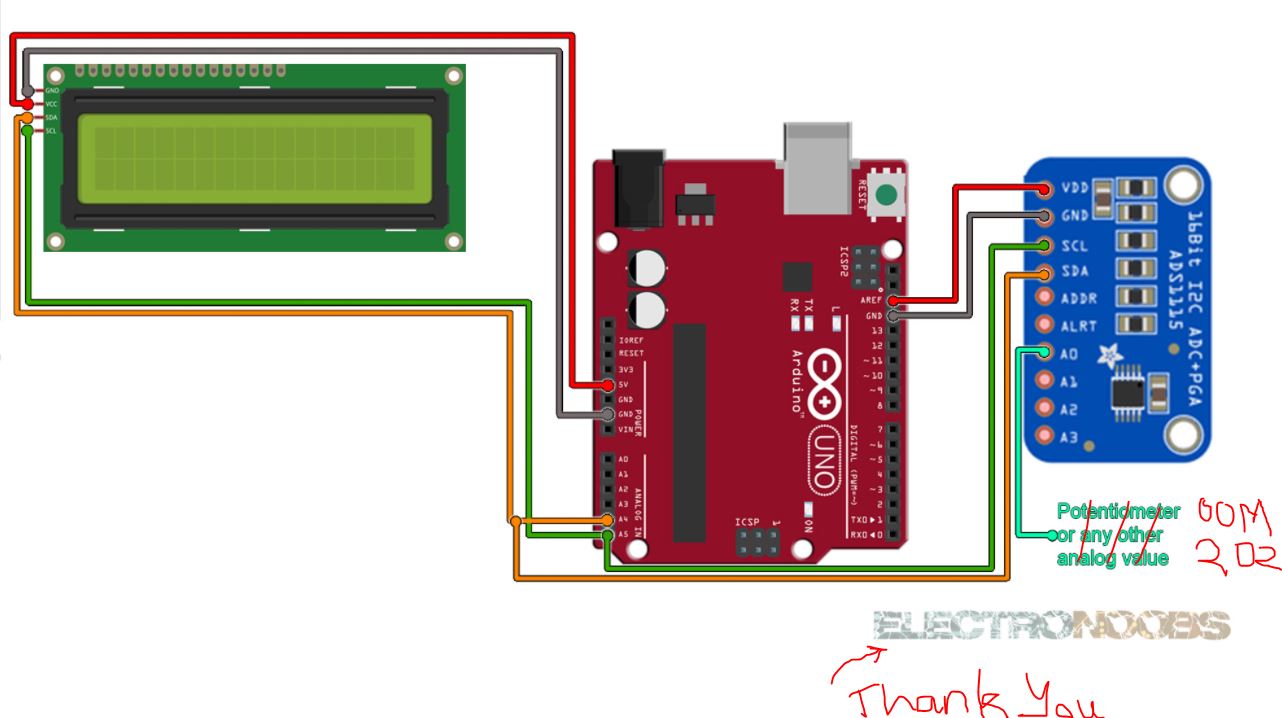 GND
VCC
SDA
SCL
IOREF
RESET
3V3
5V
GND
GND
VIN
POWER
A0
A1
A2
A3
A4
A5
ANALOG IN
RESET
ICSP2
AREF
GND
13
12
~11
~10
~9
8
7
~6
~5
4
~3
2
TX0▶1
RX0◀0
DIGITAL (PWM=~)
RX
TX
L
Arduino™
UNO
ICSP
1
ON
VDD
GND
SCL
SDA
ADDR
ALRT
A0
A1
A2
A3
16Bit I2C ADC+PGA
ADS1115
Potentiometer
or any other
analog value
OOM
202
ELECTRONOOBS
Thank You